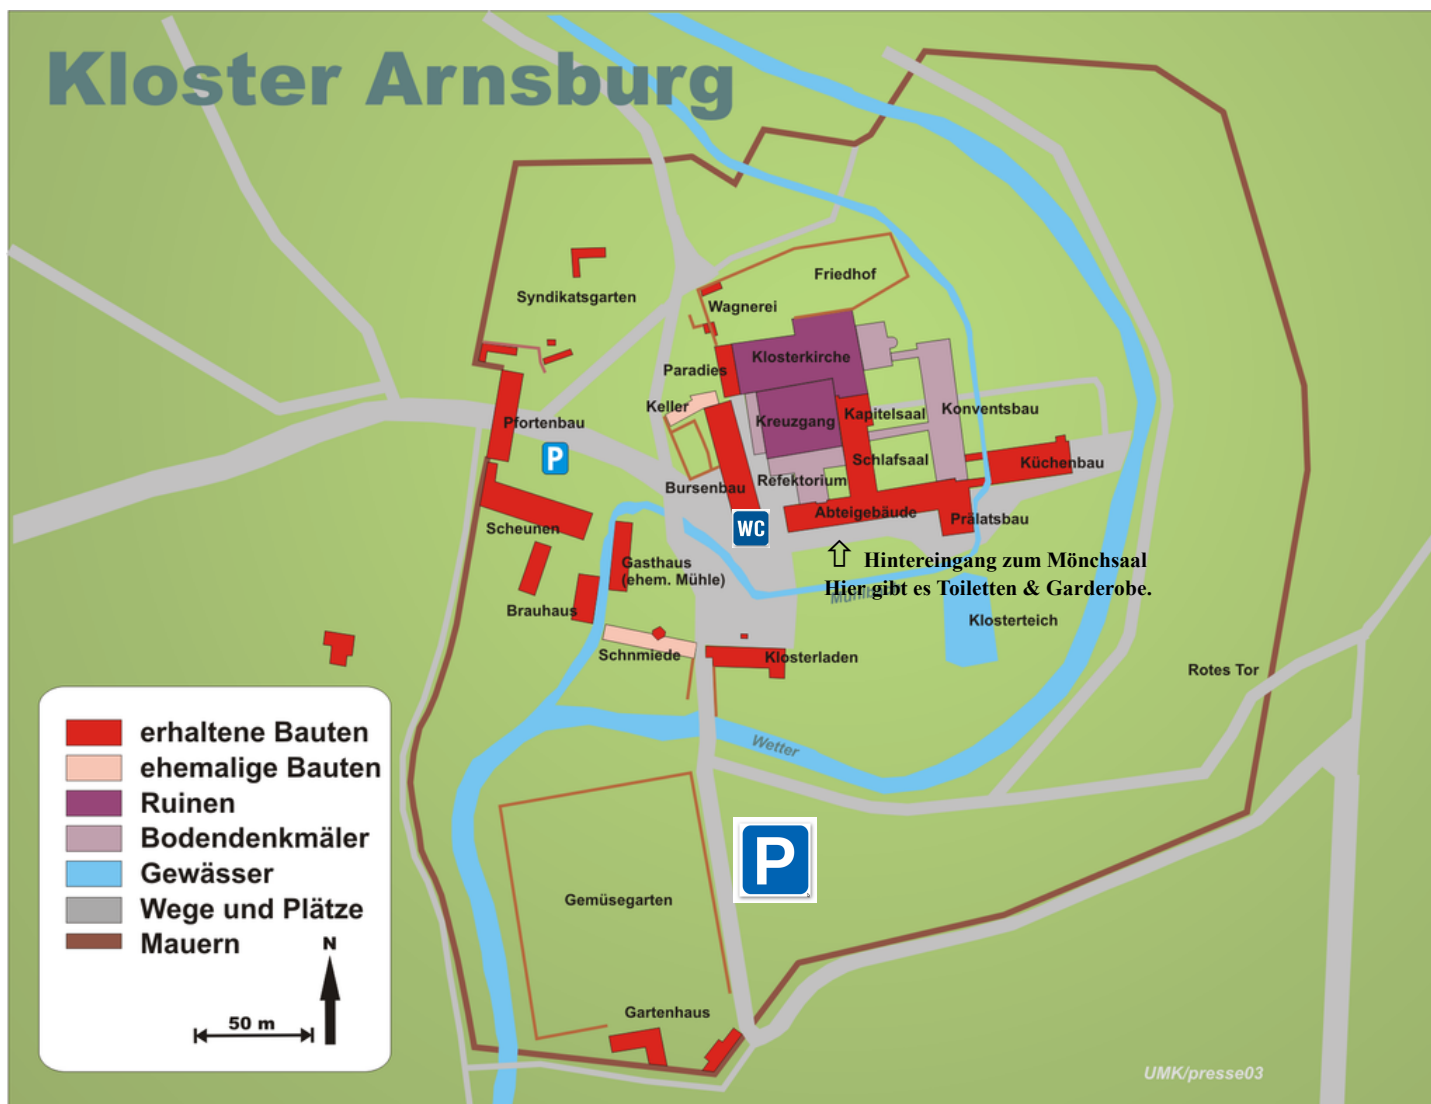 Kloster Arnsburg
Friedhof
Syndikatsgarten
Wagnerei
Klosterkirche
Paradies
Keller
Kapitelsaal
Konventsbau
Pfortenbau
Kreuzgang
P
Schlafsaal
Küchenbau
Bursenbau
Refektorium
Abteigebäude
Prälatsbau
Scheunen
WC
Gasthaus
(ehem. Mühle)
Hintereingang zum Mönchsaal
Hier gibt es Toiletten & Garderobe.
Brauhaus
Klosterteich
Schnmiede
Klosterladen
Rotes Tor
Wetter
erhaltene Bauten
ehemalige Bauten
Ruinen
Bodendenkmäler
Gewässer
Wege und Plätze
Mauern
N
50 m
P
Gemüsegarten
Gartenhaus
UMK/presse03